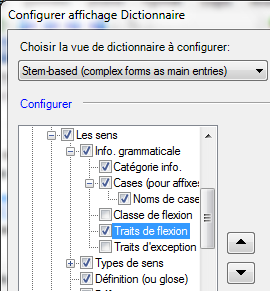 Configurer affichage Dictionnaire
Choisir la vue de dictionnaire à configurer:
Stem-based (complex forms as main entries)
Configurer
Les sens
Info. grammaticale
Catégorie info.
Cases (pour affixes
Noms de case
Classe de flexion
Traits de flexion
Traits d'exception
Types de sens
Définition (ou glose)